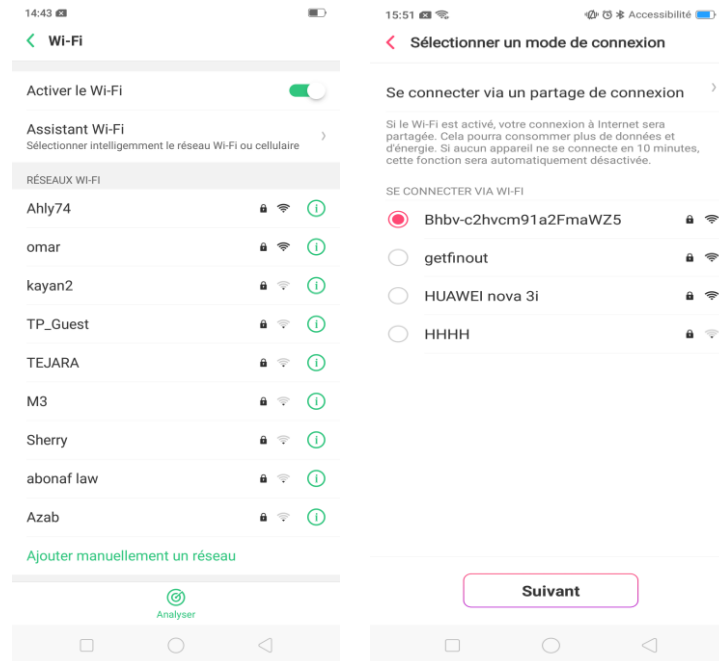 14:43
Wi-Fi
Activer le Wi-Fi
Assistant Wi-Fi
Sélectionner intelligemment le réseau Wi-Fi ou cellulaire
RÉSEAUX WI-FI
Ahly74
omar
kayan2
TP_Guest
TEJARA
M3
Sherry
abonaf law
Azab
Ajouter manuellement un réseau
Analyser
15:51 Accessibilité
Sélectionner un mode de connexion
Se connecter via un partage de connexion
Si le Wi-Fi est activé, votre connexion à Internet sera
partagée. Cela pourra consommer plus de données et
d'énergie. Si aucun appareil ne se connecte en 10 minutes,
cette fonction sera automatiquement désactivée.
SE CONNECTER VIA WI-FI
Bhbv-c2hvcm91a2FmaWZ5
getfinout
HUAWEI nova 3i
HHHH
Suivant